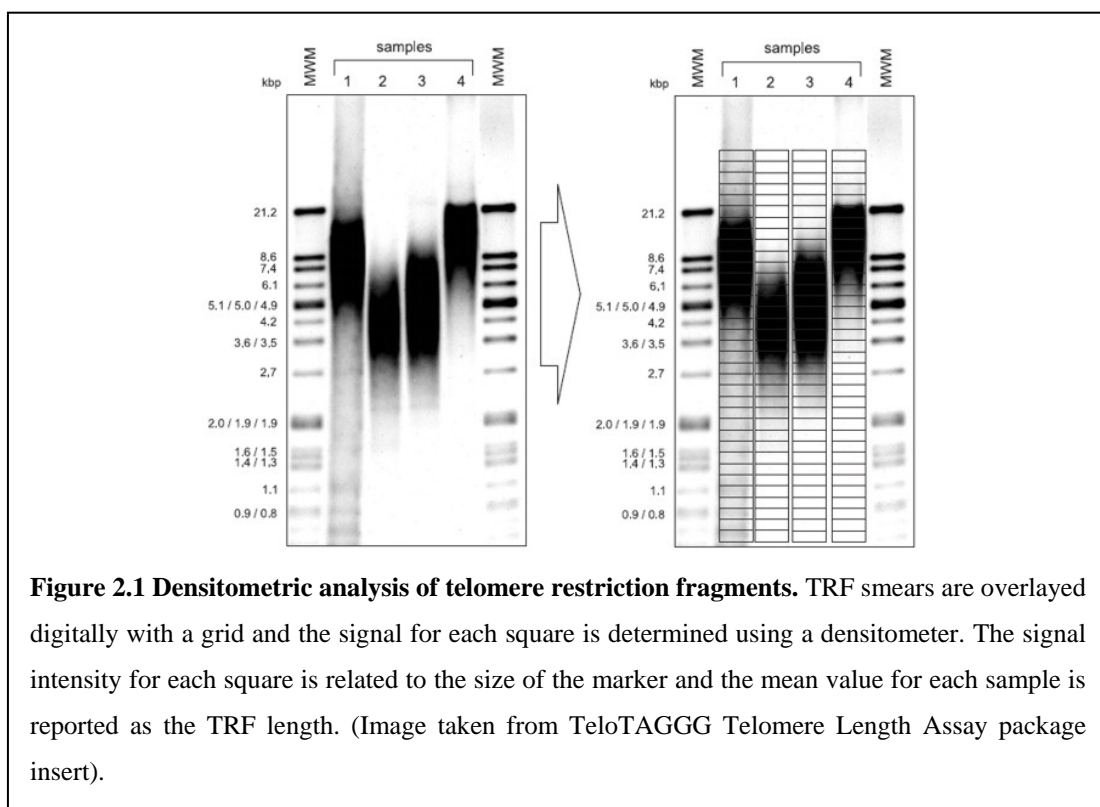 samples samples
MWM MWM MWM MWM
kbp 1 2 3 4 kbp 1 2 3 4
21,2 21,2
8,6 8,6
7,4 7,4
6,1 6,1
5.1 / 5.0 / 4.9 5.1 / 5.0 / 4.9
4.2 4.2
3,6 / 3,5 3,6 / 3,5
2,7 2,7
2.0 / 1.9 / 1.9 2.0 / 1.9 / 1.9
1.6 / 1.5 1.6 / 1.5
1.4 / 1.3 1.4 / 1.3
1.1 1.1
0.9 / 0.8 0.9 / 0.8
Figure 2.1 Densitometric analysis of telomere restriction fragments. TRF smears are overlayed
digitally with a grid and the signal for each square is determined using a densitometer. The signal
intensity for each square is related to the size of the marker and the mean value for each sample is
reported as the TRF length. (Image taken from TeloTAGGG Telomere Length Assay package
insert).